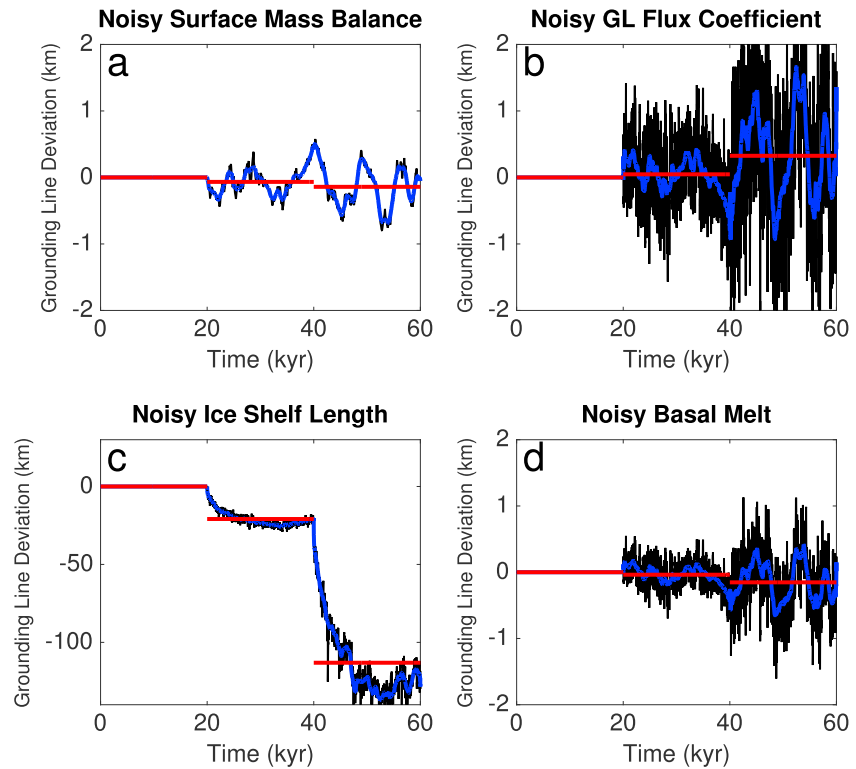 Noisy Surface Mass Balance
a
Grounding Line Deviation (km)
2
1
0
-1
-2
0 20 40 60
Time (kyr)
Noisy GL Flux Coefficient
b
Grounding Line Deviation (km)
2
1
0
-1
-2
0 20 40 60
Time (kyr)
Noisy Ice Shelf Length
c
Grounding Line Deviation (km)
0
-50
-100
0 20 40 60
Time (kyr)
Noisy Basal Melt
d
Grounding Line Deviation (km)
2
1
0
-1
-2
0 20 40 60
Time (kyr)